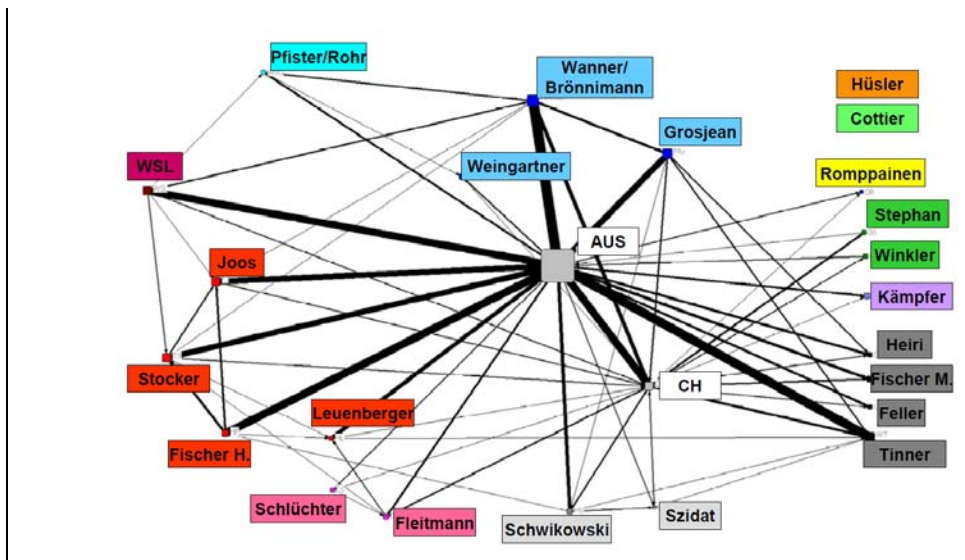 Pfister/Rohr
Wanner/
Brönnimann
Hüsler
Cottier
Grosjean
WSL
Weingartner
Romppainen
Stephan
AUS
Winkler
Joos
Kämpfer
Heiri
Stocker
Fischer M.
CH
Leuenberger
Feller
Fischer H.
Tinner
Schlüchter
Fleitmann
Schwikowski
Szidat